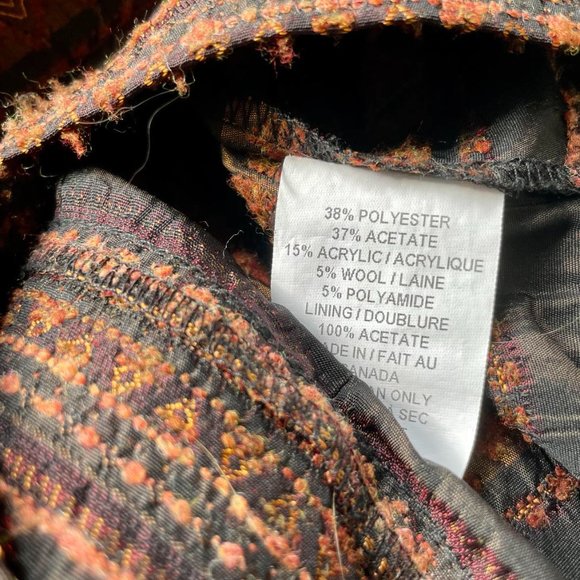 38% POLYESTER
37% ACETATE
15% ACRYLIC / ACRYLIQUE
5% WOOL / LAINE
5% POLYAMIDE
LINING / DOUBLURE
100% ACETATE
IN / FAIT AU
ONLY
SEC